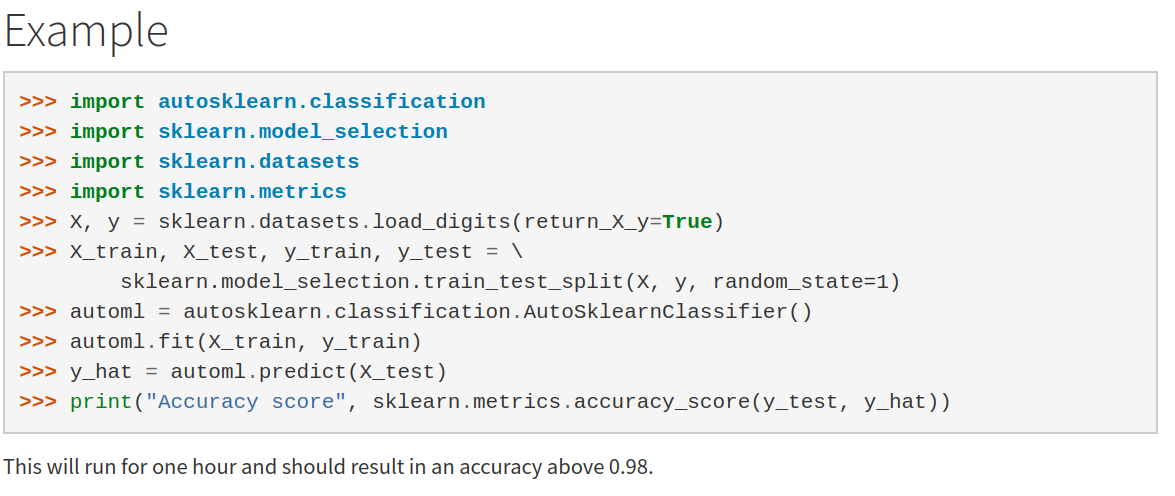 Example
>>> import autosklearn.classification
>>> import sklearn.model_selection
>>> import sklearn.datasets
>>> import sklearn.metrics
>>> X, y = sklearn.datasets.load_digits(return_X_y=True)
>>> X_train, X_test, y_train, y_test = \
        sklearn.model_selection.train_test_split(X, y, random_state=1)
>>> automl = autosklearn.classification.AutoSklearnClassifier()
>>> automl.fit(X_train, y_train)
>>> y_hat = automl.predict(X_test)
>>> print("Accuracy score", sklearn.metrics.accuracy_score(y_test, y_hat))
This will run for one hour and should result in an accuracy above 0.98.